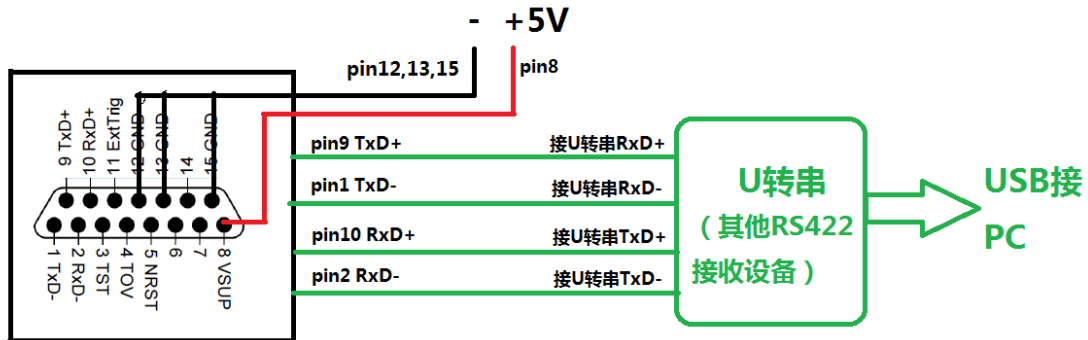 - +5V
pin12,13,15
pin8
9 TxD+
10 RxD+
11 ExtTrig
12 GND
13 GND
14
15 GND
1 TxD-
2 RxD-
3 TST
4 TOV
5 NRST
6
7
8 VSUP
pin9 TxD+ 接U转串RxD+
pin1 TxD- 接U转串RxD-
pin10 RxD+ 接U转串TxD+
pin2 RxD- 接U转串TxD-
U转串
（其他RS422
接收设备）
USB接
PC